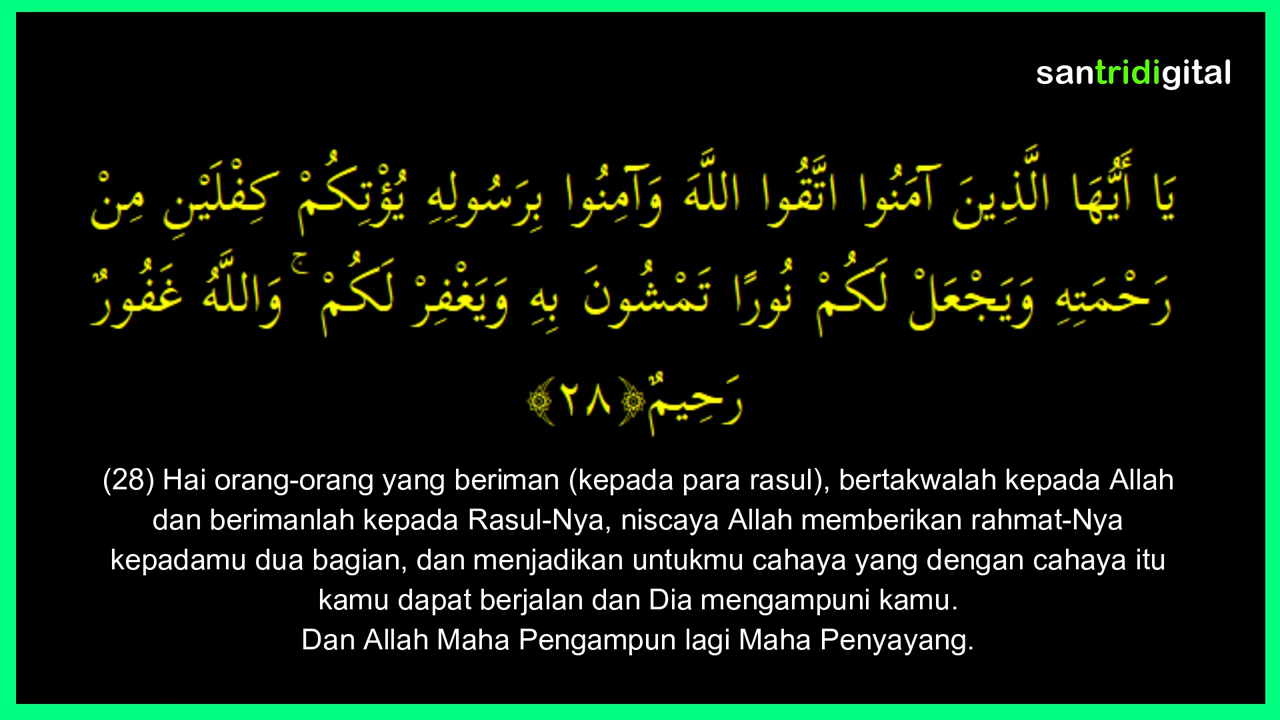 santridigital
يَا أَيُّهَا الَّذِينَ آمَنُوا اتَّقُوا اللَّهَ وَآمِنُوا بِرَسُولِهِ يُؤْتِكُمْ كِفْلَيْنِ مِنْ
رَحْمَتِهِ وَيَجْعَلْ لَكُمْ نُورًا تَمْشُونَ بِهِ وَيَغْفِرْ لَكُمْ ۚ وَاللَّهُ غَفُورٌ
رَحِيمٌ﴿٢٨﴾
(28) Hai orang-orang yang beriman (kepada para rasul), bertakwalah kepada Allah
dan berimanlah kepada Rasul-Nya, niscaya Allah memberikan rahmat-Nya
kepadamu dua bagian, dan menjadikan untukmu cahaya yang dengan cahaya itu
kamu dapat berjalan dan Dia mengampuni kamu.
Dan Allah Maha Pengampun lagi Maha Penyayang.